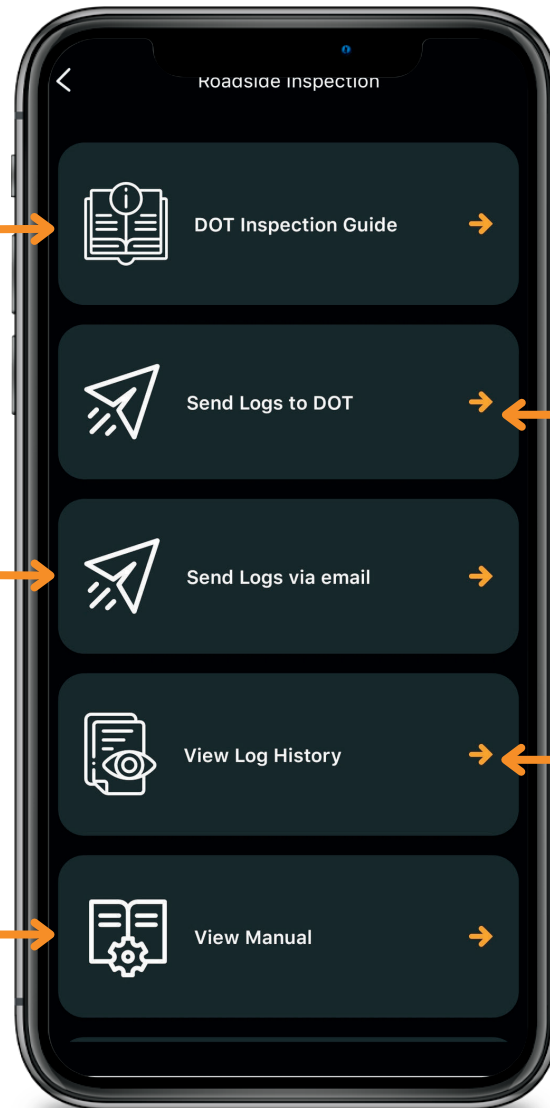 Roadside Inspection
DOT Inspection Guide
Send Logs to DOT
Send Logs via email
View Log History
View Manual